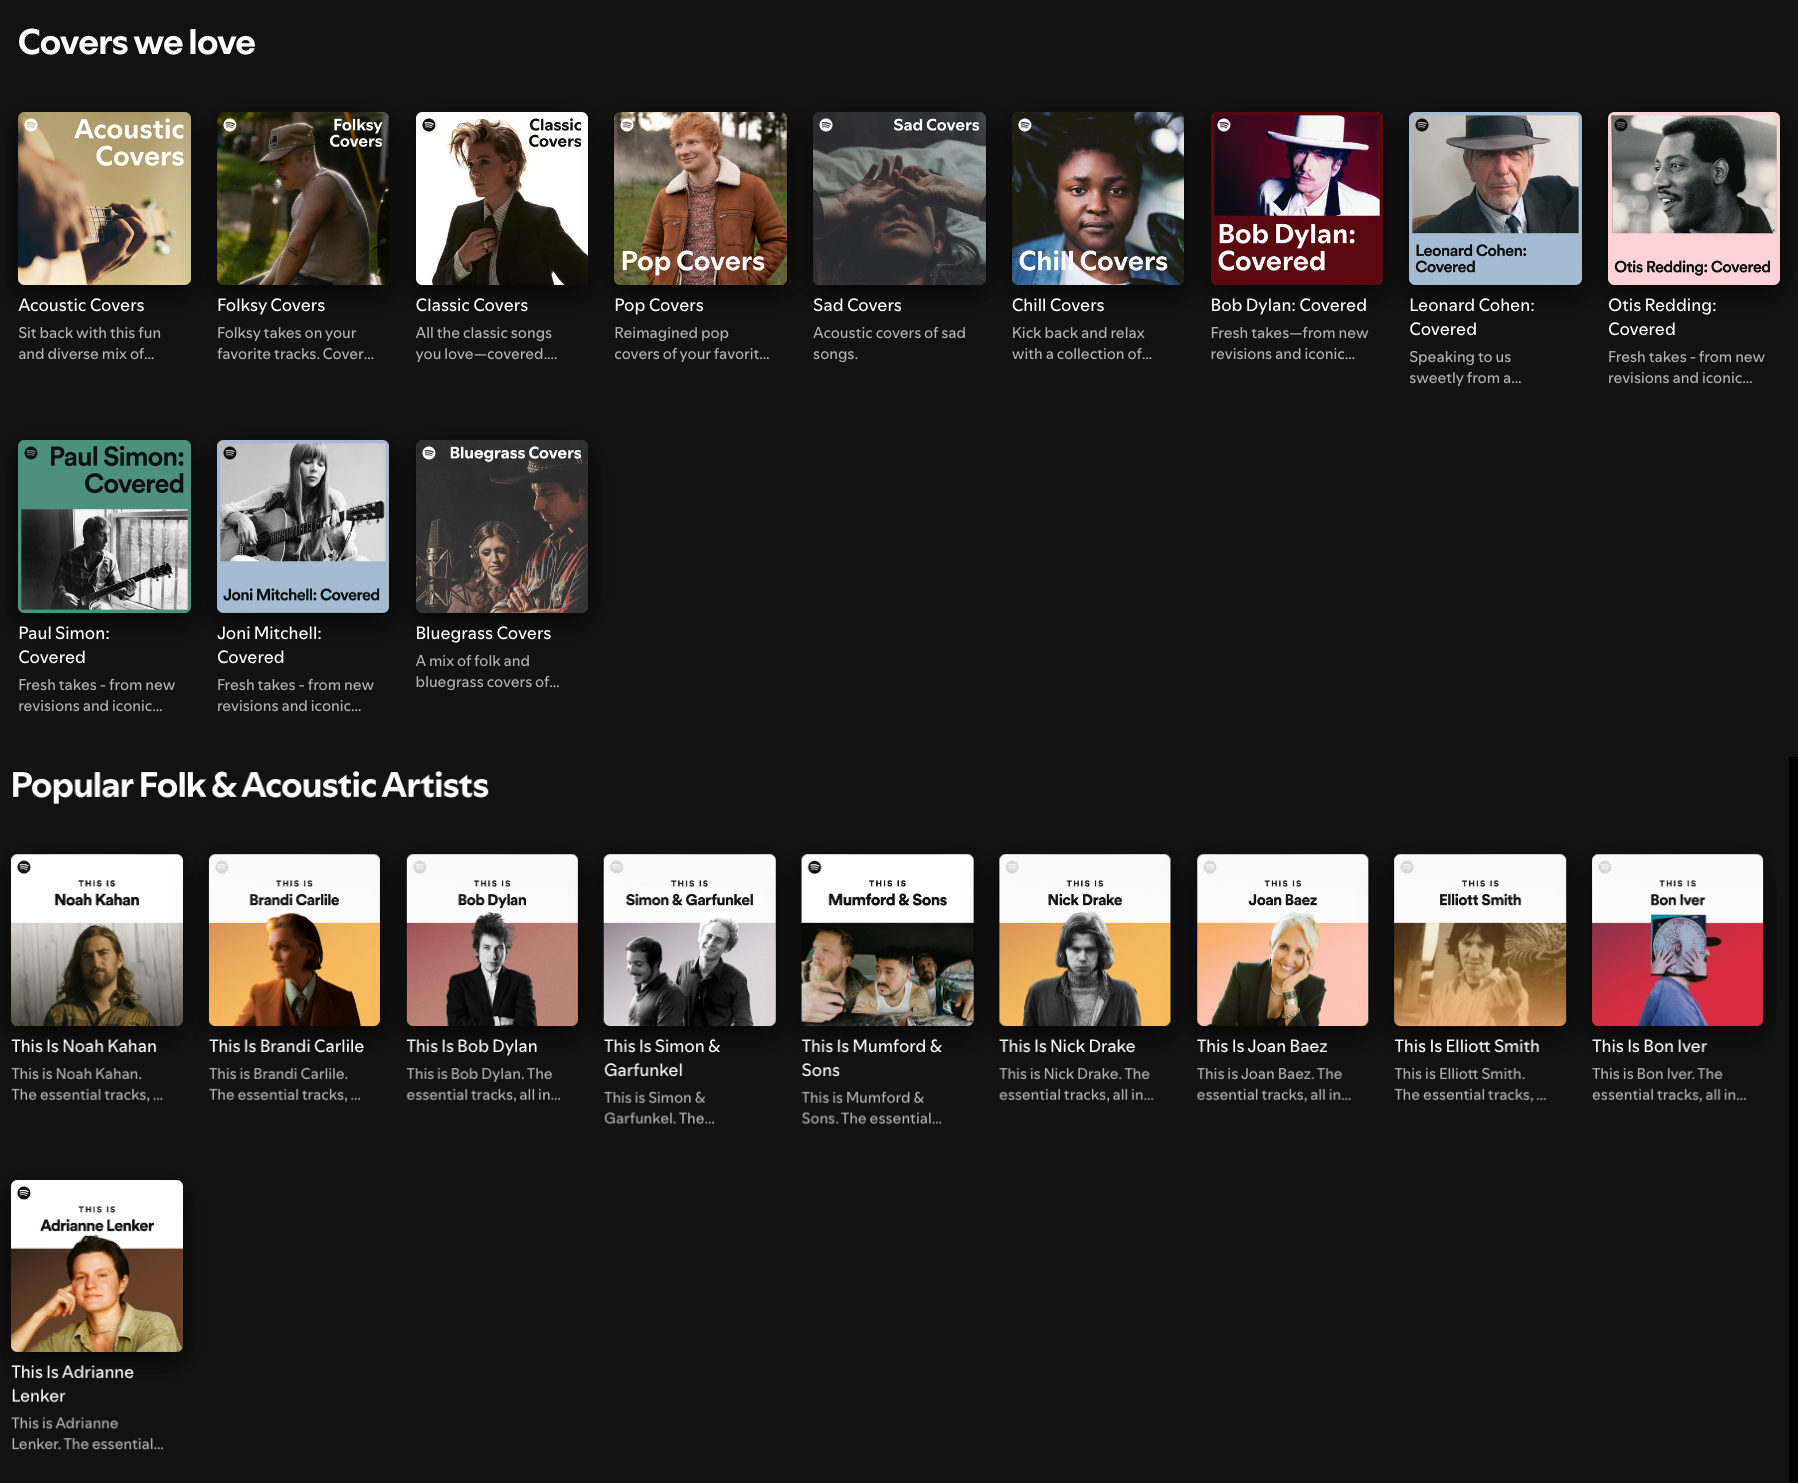 Covers we love
Acoustic
Covers
Folksy
Covers
Classic
Covers
Pop Covers
Sad Covers
Chill Covers
Bob Dylan:
Covered
Leonard Cohen:
Covered
Otis Redding: Covered
Acoustic Covers
Sit back with this fun
and diverse mix of...
Folksy Covers
Folksy takes on your
favorite tracks. Cover...
Classic Covers
All the classic songs
you love—covered....
Pop Covers
Reimagined pop
covers of your favorit...
Sad Covers
Acoustic covers of sad
songs.
Chill Covers
Kick back and relax
with a collection of...
Bob Dylan: Covered
Fresh takes—from new
revisions and iconic...
Leonard Cohen:
Covered
Speaking to us
sweetly from a...
Otis Redding:
Covered
Fresh takes - from new
revisions and iconic...
Paul Simon:
Covered
Joni Mitchell: Covered
Bluegrass Covers
Paul Simon:
Covered
Fresh takes - from new
revisions and iconic...
Joni Mitchell:
Covered
Fresh takes - from new
revisions and iconic...
Bluegrass Covers
A mix of folk and
bluegrass covers of...
Popular Folk & Acoustic Artists
THIS IS
Noah Kahan
THIS IS
Brandi Carlile
THIS IS
Bob Dylan
THIS IS
Simon & Garfunkel
THIS IS
Mumford & Sons
THIS IS
Nick Drake
THIS IS
Joan Baez
THIS IS
Elliott Smith
THIS IS
Bon Iver
This Is Noah Kahan
This is Noah Kahan.
The essential tracks, ...
This Is Brandi Carlile
This is Brandi Carlile.
The essential tracks, ...
This Is Bob Dylan
This is Bob Dylan. The
essential tracks, all in...
This Is Simon &
Garfunkel
This is Simon &
Garfunkel. The...
This Is Mumford &
Sons
This is Mumford &
Sons. The essential...
This Is Nick Drake
This is Nick Drake. The
essential tracks, all in...
This Is Joan Baez
This is Joan Baez. The
essential tracks, all in...
This Is Elliott Smith
This is Elliott Smith.
The essential tracks, ...
This Is Bon Iver
This is Bon Iver. The
essential tracks, all in...
THIS IS
Adrianne Lenker
This Is Adrianne
Lenker
This is Adrianne
Lenker. The essential...